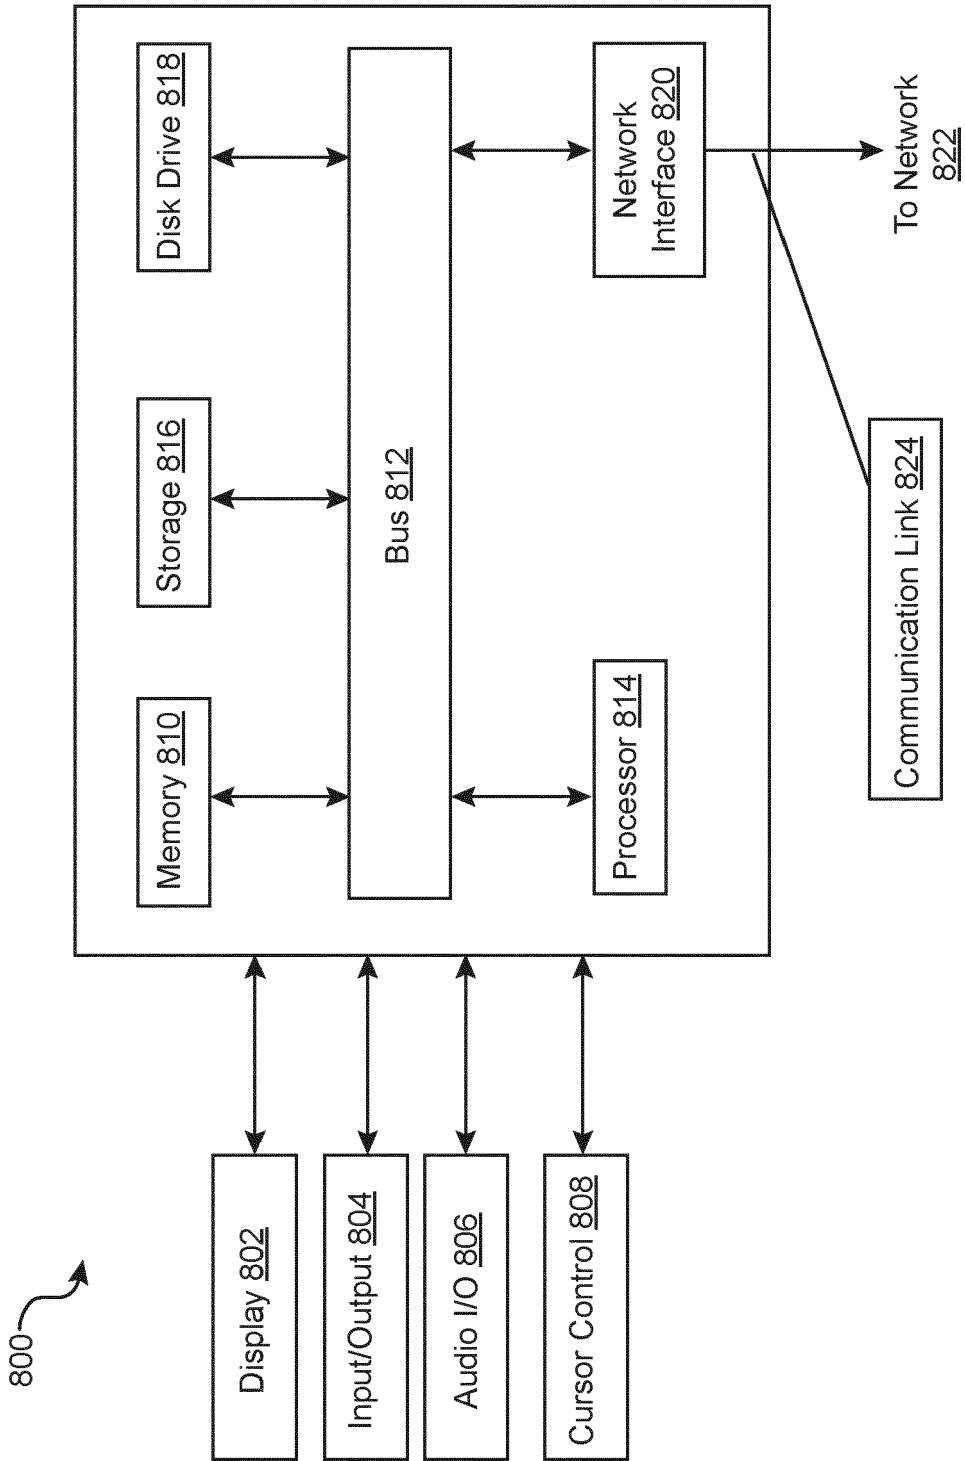 800
Display 802
Input/Output 804
Audio I/O 806
Cursor Control 808
Memory 810
Storage 816
Disk Drive 818
Bus 812
Processor 814
Network
Interface 820
Communication Link 824
To Network
822